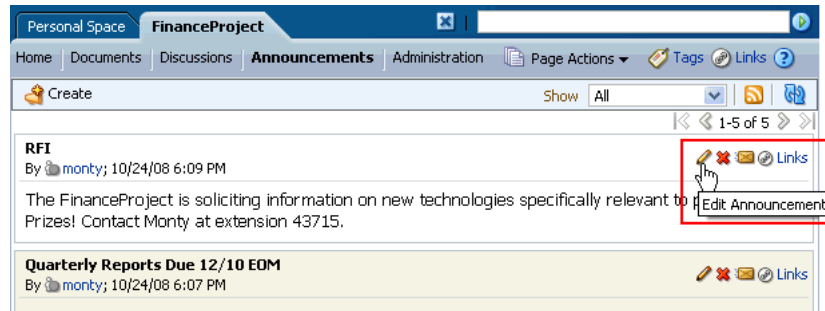 Personal Space FinanceProject
Home Documents Discussions Announcements Administration Page Actions Tags Links ?
Create Show All
1-5 of 5
RFI
By monty; 10/24/08 6:09 PM Links
The FinanceProject is soliciting information on new technologies specifically relevant to p
Edit Announcement
Prizes! Contact Monty at extension 43715.
Quarterly Reports Due 12/10 EOM
By monty; 10/24/08 6:07 PM Links